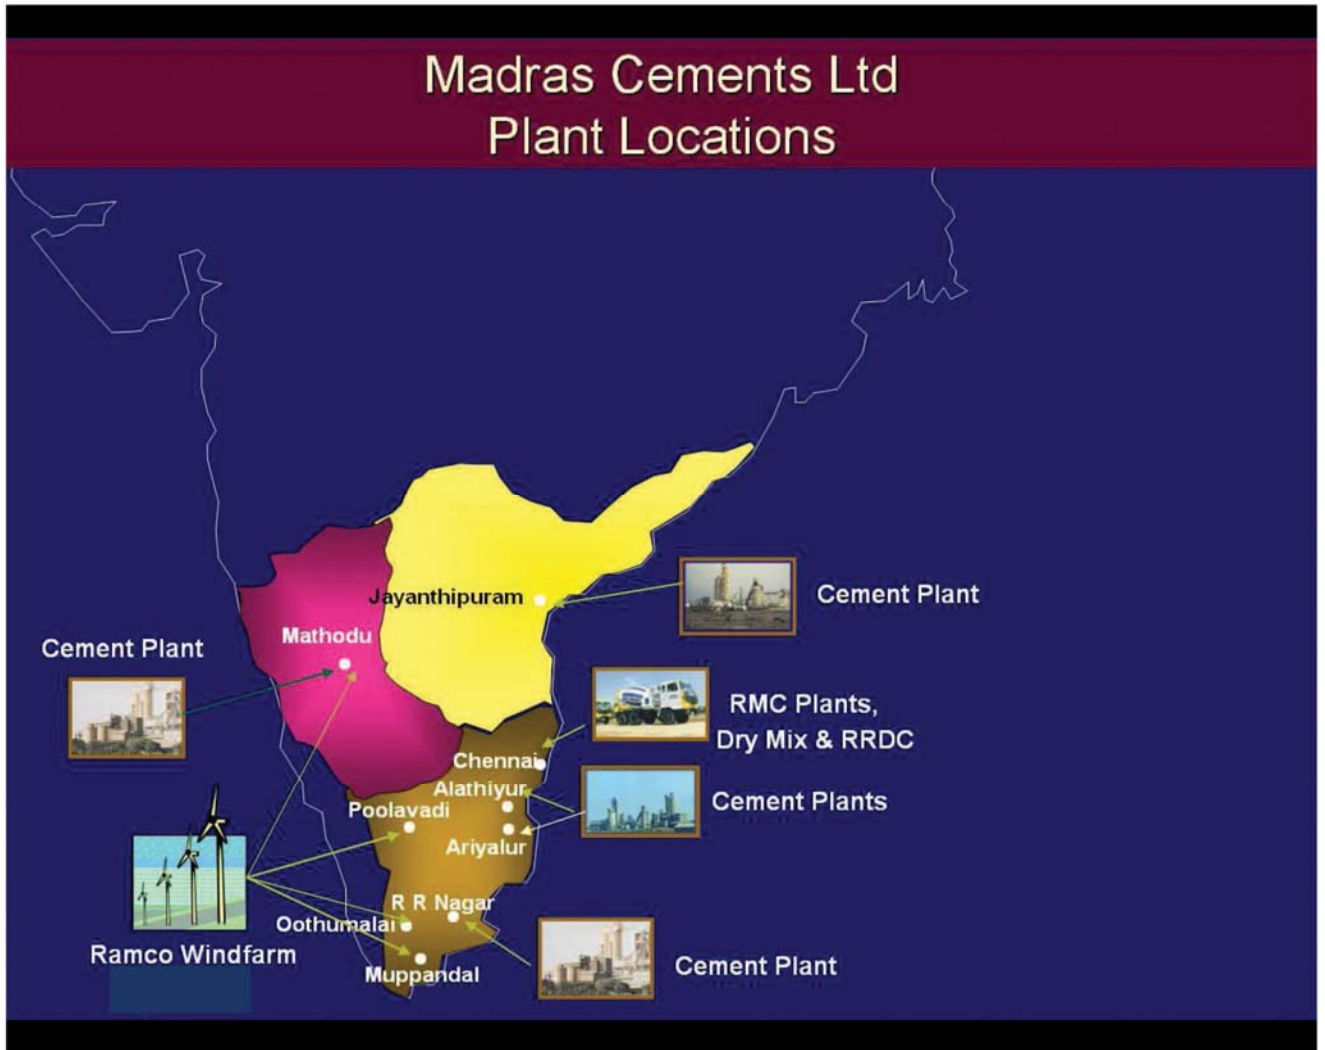 Madras Cements Ltd
Plant Locations
Jayanthipuram
Cement Plant
Mathodu
Cement Plant
RMC Plants,
Dry Mix & RRDC
Chennai
Alathiyur
Cement Plants
Poolavadi
Ariyalur
R R Nagar
Oothumalai
Ramco Windfarm
Cement Plant
Muppandal